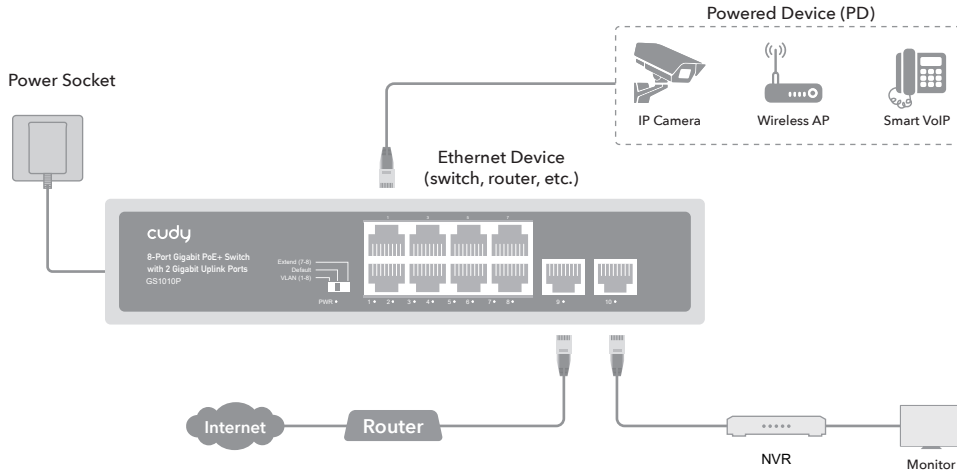 Powered Device (PD)
Power Socket
IP Camera
Wireless AP
Smart VoIP
Ethernet Device
(switch, router, etc.)
cudy
8-Port Gigabit PoE+ Switch
with 2 Gigabit Uplink Ports
GS1010P
Extend (7-8)
Default
VLAN (1-8)
PWR
1 2 3 4 5 6 7 8 9 10
Internet
Router
NVR
Monitor